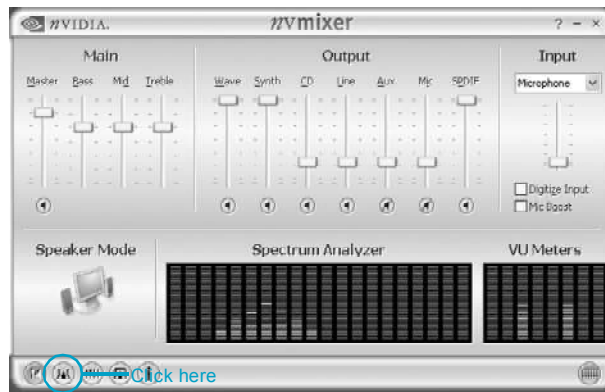 nVIDIA.
nvmixer
? - ×
Main
Output
Input
Master Bass Mid Treble
Wave Synth CD Line Aux Mic SPDIF
Microphone
Digitize Input
Mic Boost
Speaker Mode
Spectrum Analyzer
VU Meters
Click here